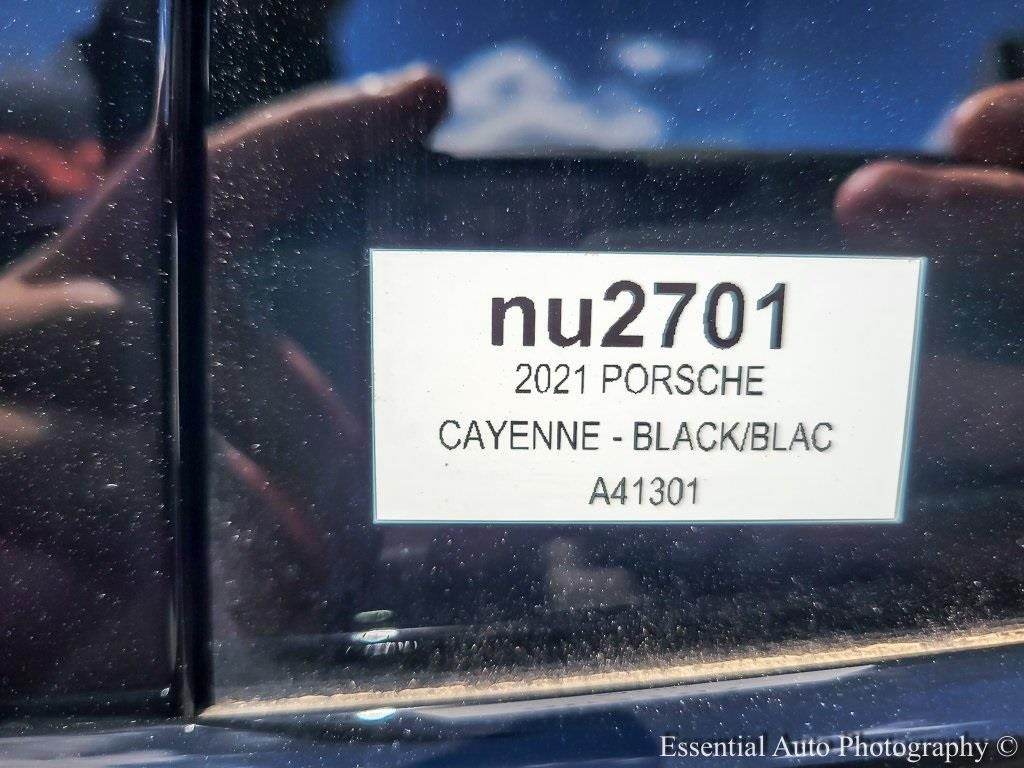 nu2701
2021 PORSCHE
CAYENNE - BLACK/BLAC
A41301
Essential Auto Photography ©